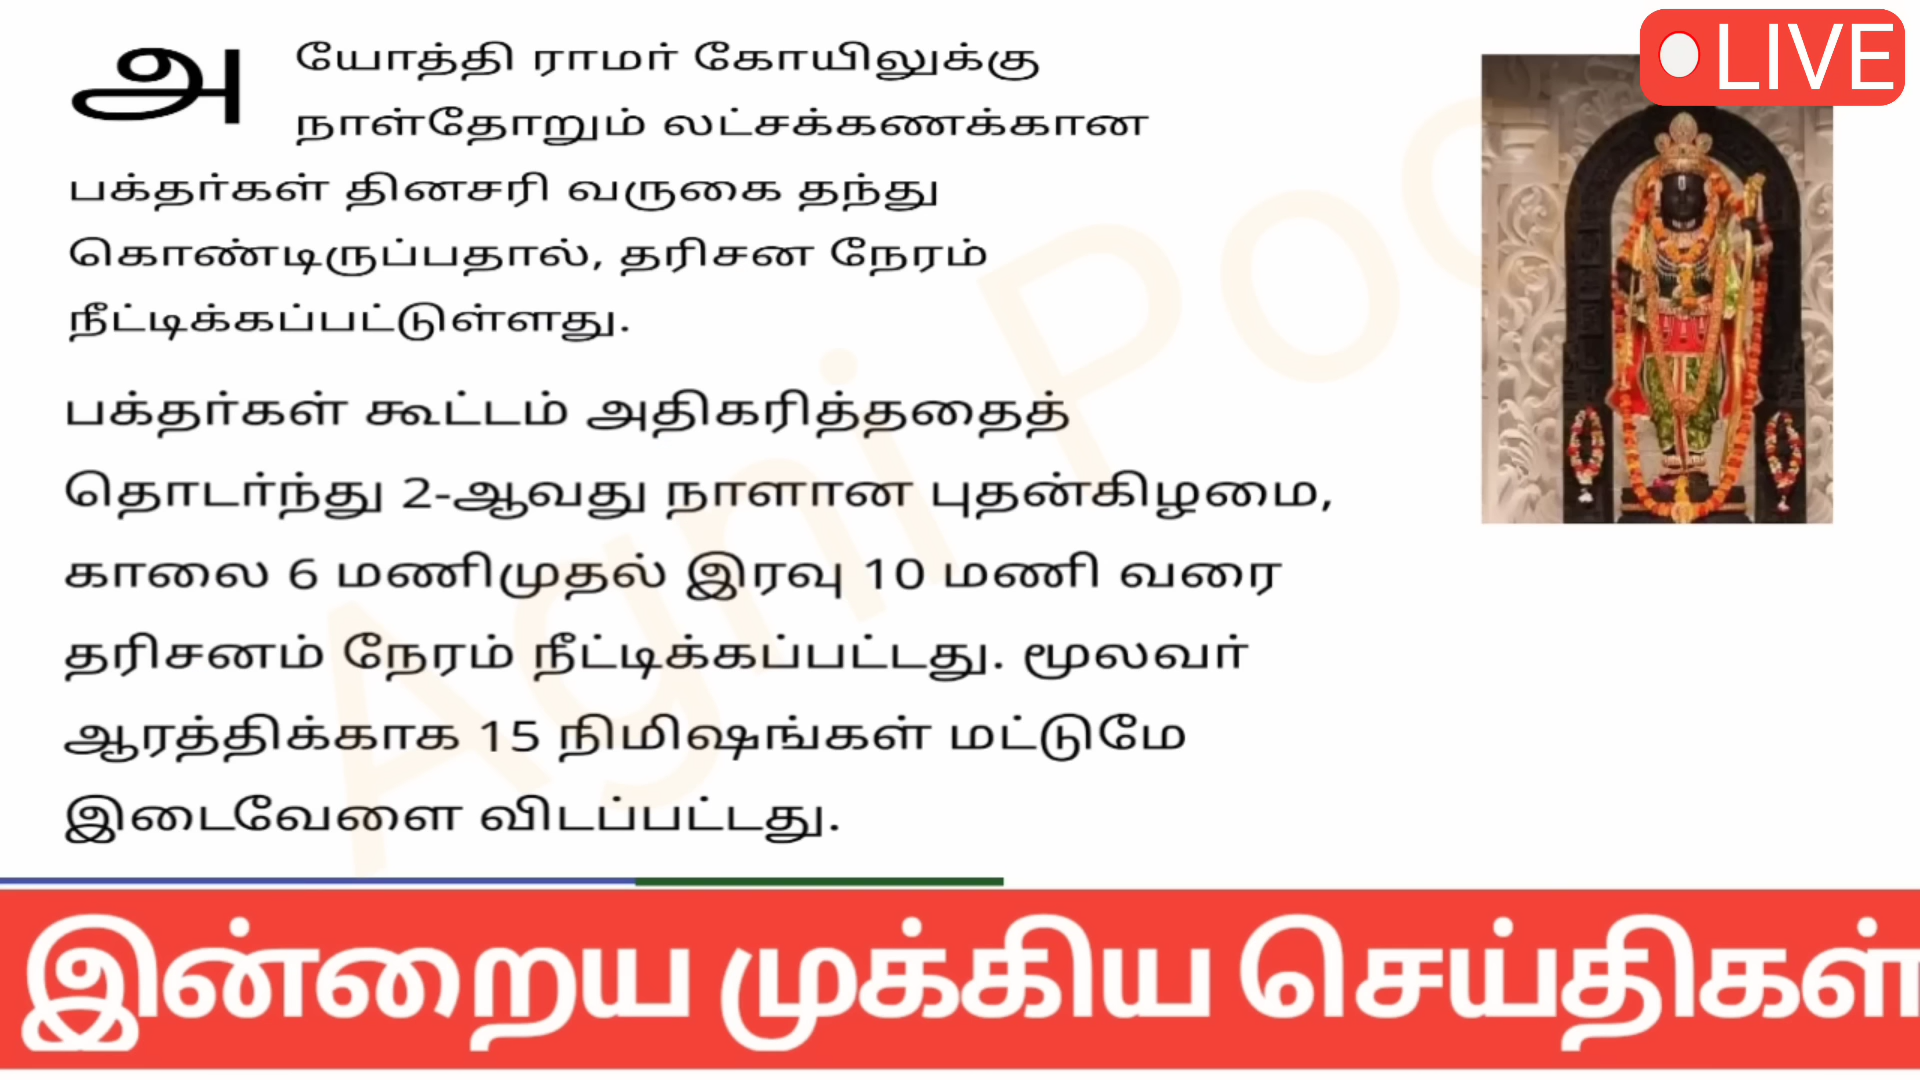 LIVE
அயோத்தி ராமர் கோயிலுக்கு
நாள்தோறும் லட்சக்கணக்கான
பக்தர்கள் தினசரி வருகை தந்து
கொண்டிருப்பதால், தரிசன நேரம்
நீட்டிக்கப்பட்டுள்ளது.
பக்தர்கள் கூட்டம் அதிகரித்ததைத்
தொடர்ந்து 2-ஆவது நாளான புதன்கிழமை,
காலை 6 மணிமுதல் இரவு 10 மணி வரை
தரிசனம் நேரம் நீட்டிக்கப்பட்டது. மூலவர்
ஆரத்திக்காக 15 நிமிஷங்கள் மட்டுமே
இடைவேளை விடப்பட்டது.
இன்றைய முக்கிய செய்திகள்